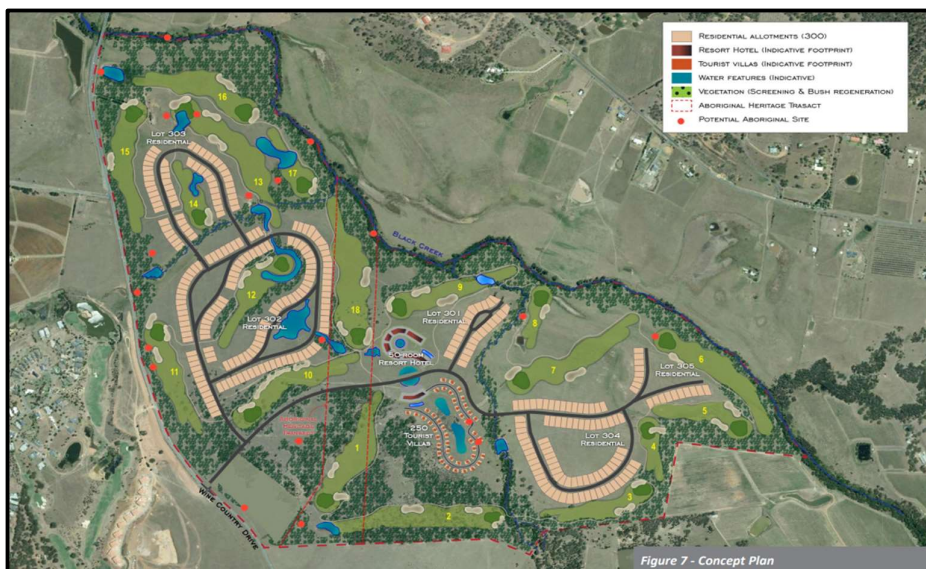 RESIDENTIAL ALLOTMENTS (300)
RESORT HOTEL (INDICATIVE FOOTPRINT)
TOURIST VILLAS (INDICATIVE FOOTPRINT)
WATER FEATURES (INDICATIVE)
VEGETATION (SCREENING & BUSH REGENERATION)
ABORIGINAL HERITAGE TRASACT
POTENTIAL ABORIGINAL SITE
16
LOT 303
RESIDENTIAL
15
17
13
14
BLACK CREEK
12
9
LOT 301
RESIDENTIAL
LOT 302
RESIDENTIAL
18
8
50 ROOM
RESORT HOTEL
6
11
10
7
LOT 305
RESIDENTIAL
5
250
TOURIST
VILLAS
LOT 304
RESIDENTIAL
1
4
3
2
WINE COUNTRY DRIVE
Figure 7 - Concept Plan